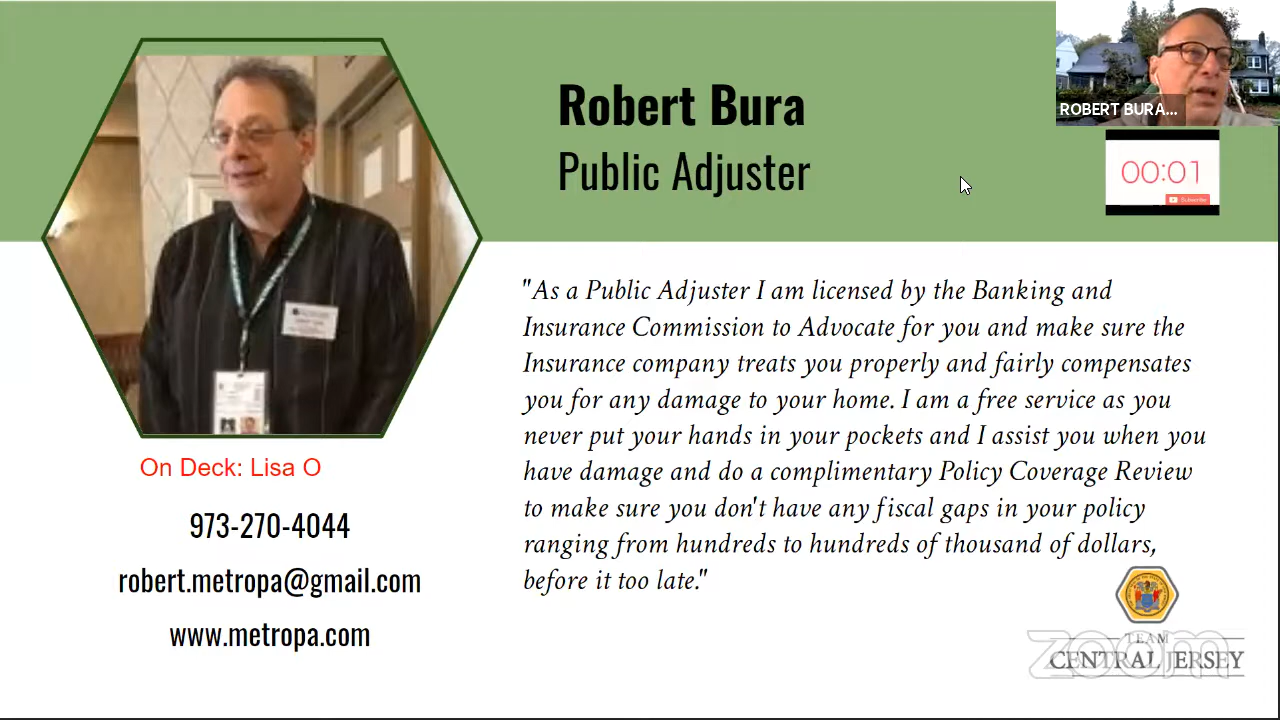 Robert Bura
Public Adjuster
ROBERT BURA...
00:01
Subscribe
"As a Public Adjuster I am licensed by the Banking and
Insurance Commission to Advocate for you and make sure the
Insurance company treats you properly and fairly compensates
you for any damage to your home. I am a free service as you
never put your hands in your pockets and I assist you when you
have damage and do a complimentary Policy Coverage Review
to make sure you don't have any fiscal gaps in your policy
ranging from hundreds to hundreds of thousand of dollars,
before it too late."
On Deck: Lisa O
973-270-4044
robert.metropa@gmail.com
www.metropa.com
TEAM
CENTRAL JERSEY
zoom